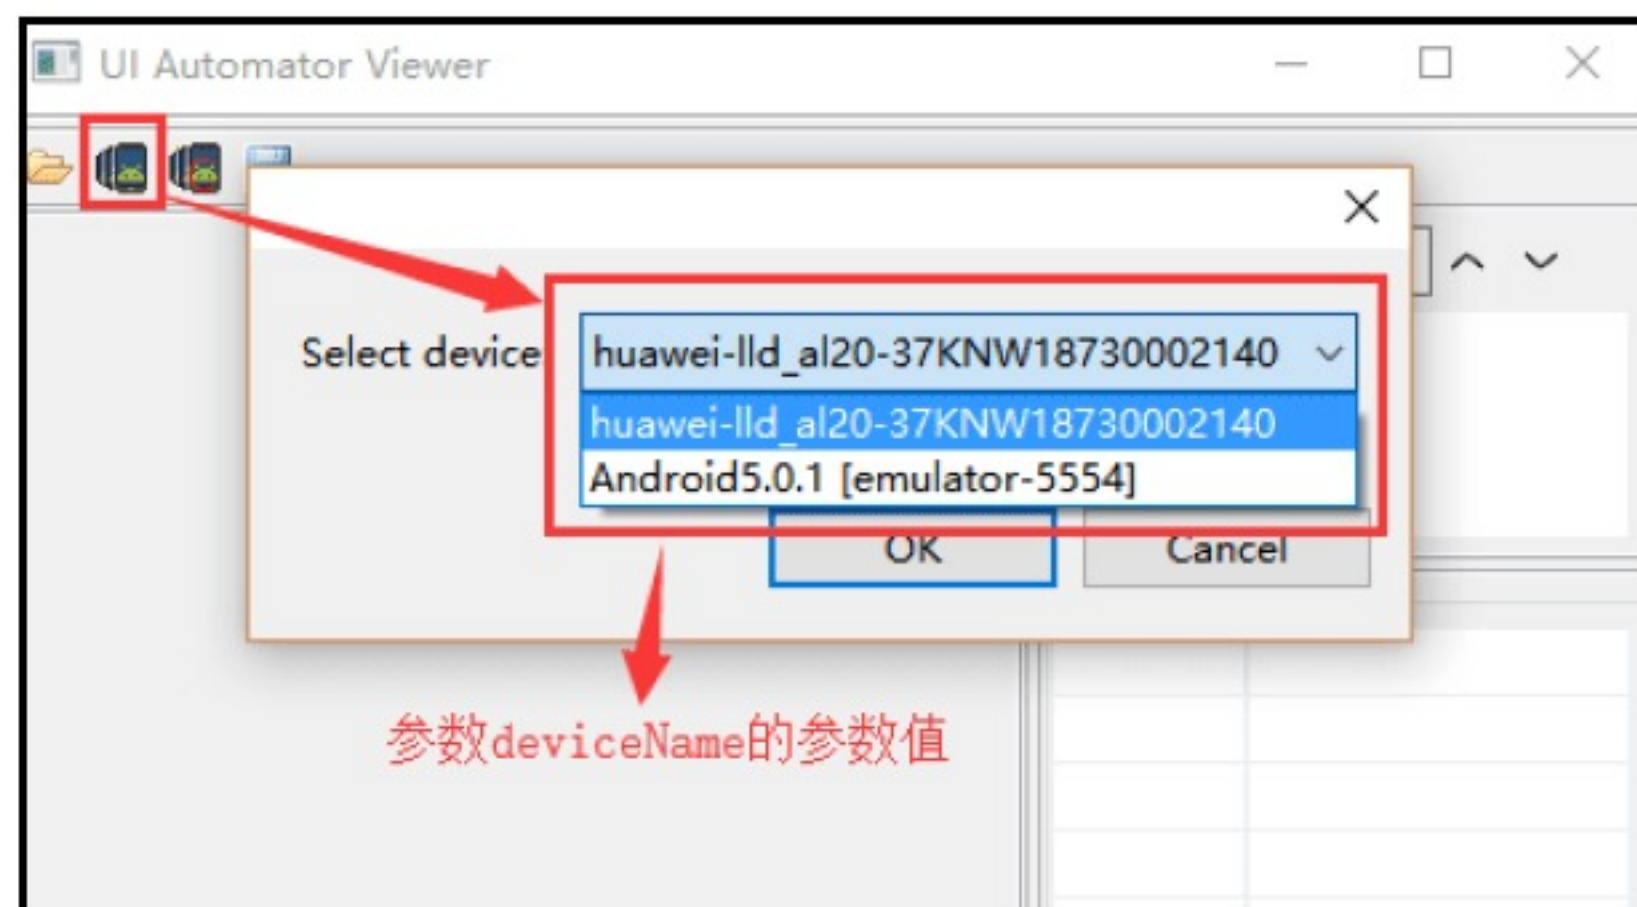 UI Automator Viewer
Select device
huawei-lld_al20-37KNW18730002140
huawei-lld_al20-37KNW18730002140
Android5.0.1 [emulator-5554]
OK
Cancel
参数deviceName的参数值